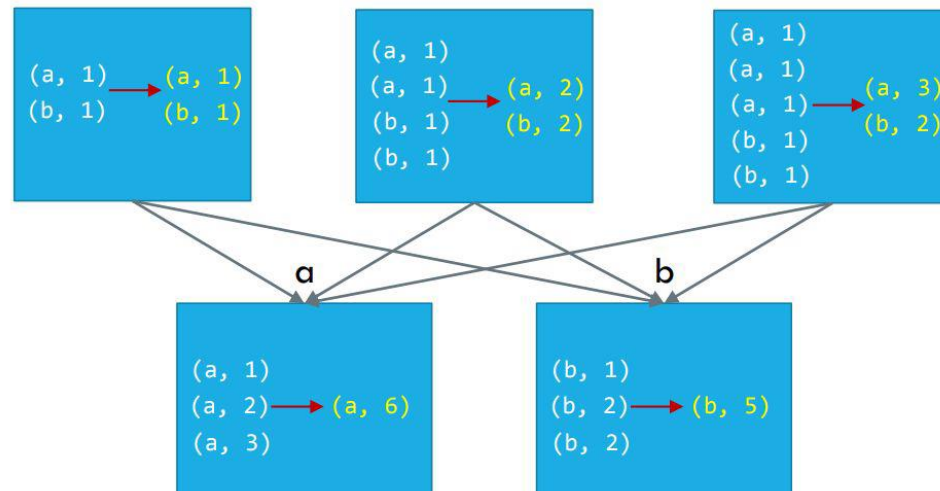 (a, 1)
(b, 1)
(a, 1)
(b, 1)
(a, 1)
(a, 1)
(b, 1)
(b, 1)
(a, 2)
(b, 2)
(a, 1)
(a, 1)
(a, 1)
(b, 1)
(b, 1)
(a, 3)
(b, 2)
a
b
(a, 1)
(a, 2)
(a, 3)
(a, 6)
(b, 1)
(b, 2)
(b, 2)
(b, 5)